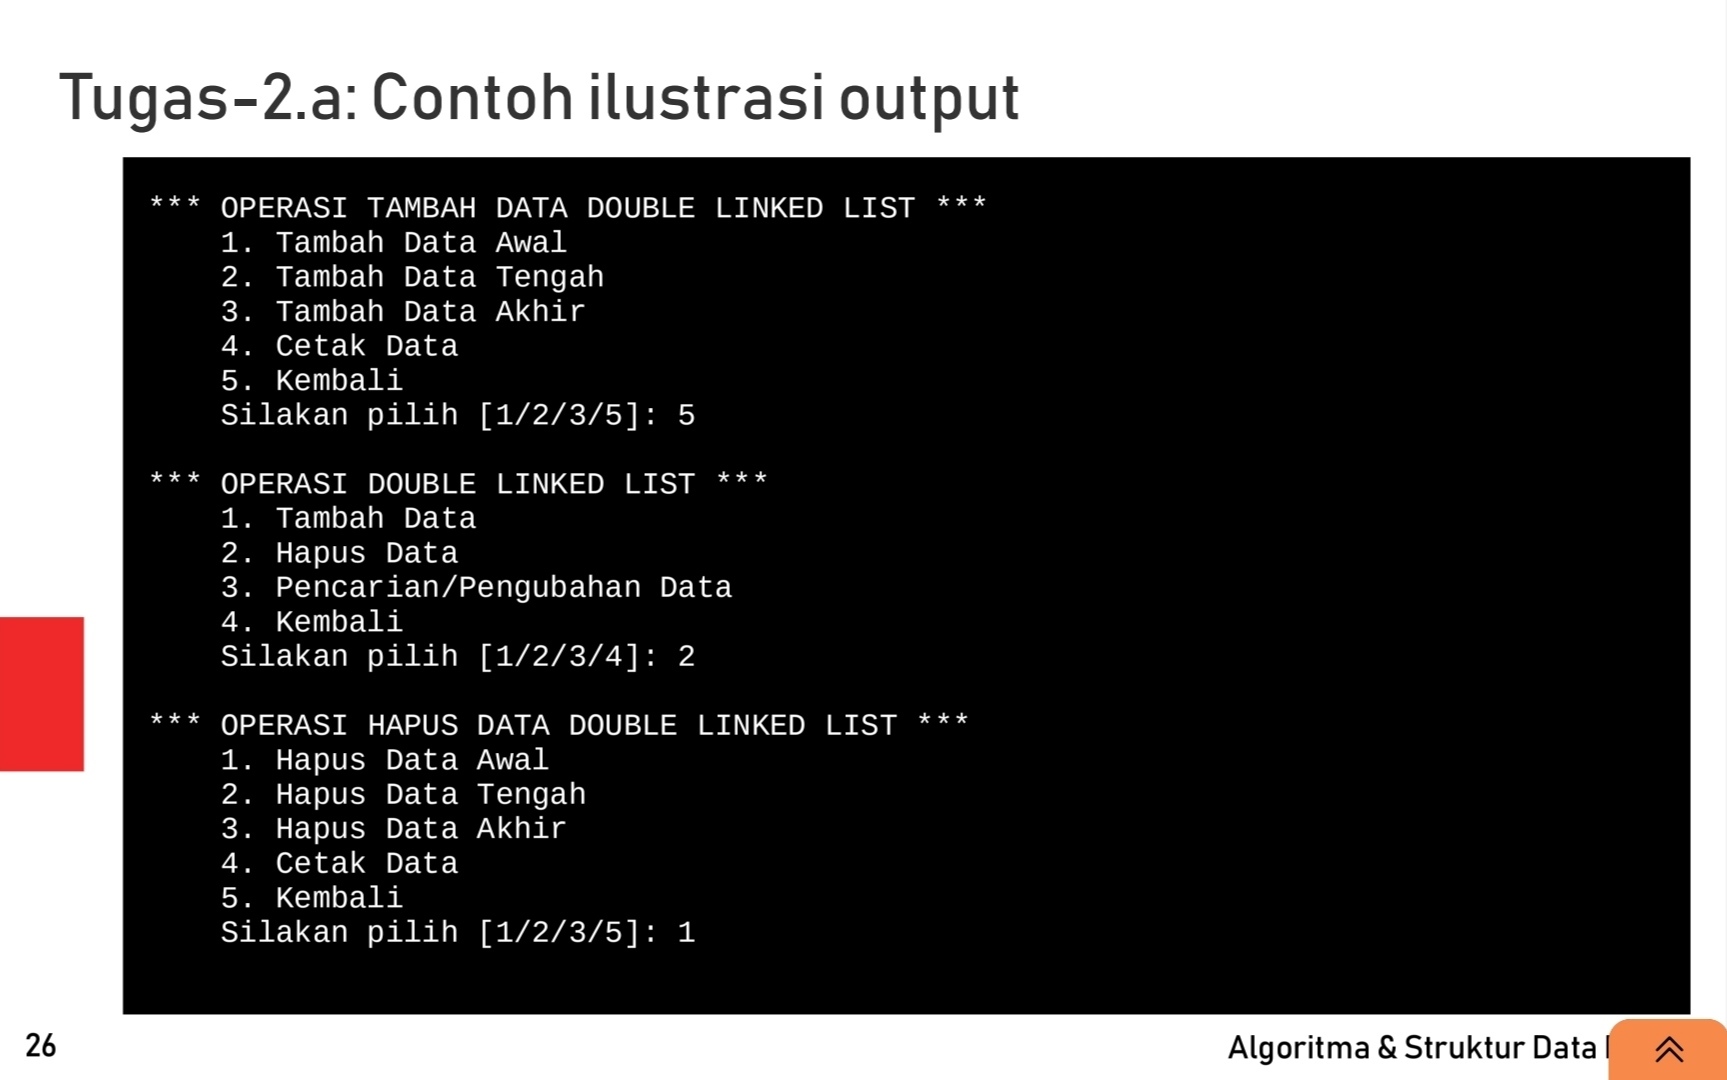 Tugas-2.a: Contoh ilustrasi output
*** OPERASI TAMBAH DATA DOUBLE LINKED LIST ***
1. Tambah Data Awal
2. Tambah Data Tengah
3. Tambah Data Akhir
4. Cetak Data
5. Kembali
Silakan pilih [1/2/3/5]: 5
*** OPERASI DOUBLE LINKED LIST ***
1. Tambah Data
2. Hapus Data
3. Pencarian/Pengubahan Data
4. Kembali
Silakan pilih [1/2/3/4]: 2
*** OPERASI HAPUS DATA DOUBLE LINKED LIST ***
1. Hapus Data Awal
2. Hapus Data Tengah
3. Hapus Data Akhir
4. Cetak Data
5. Kembali
Silakan pilih [1/2/3/5]: 1
26
Algoritma & Struktur Data